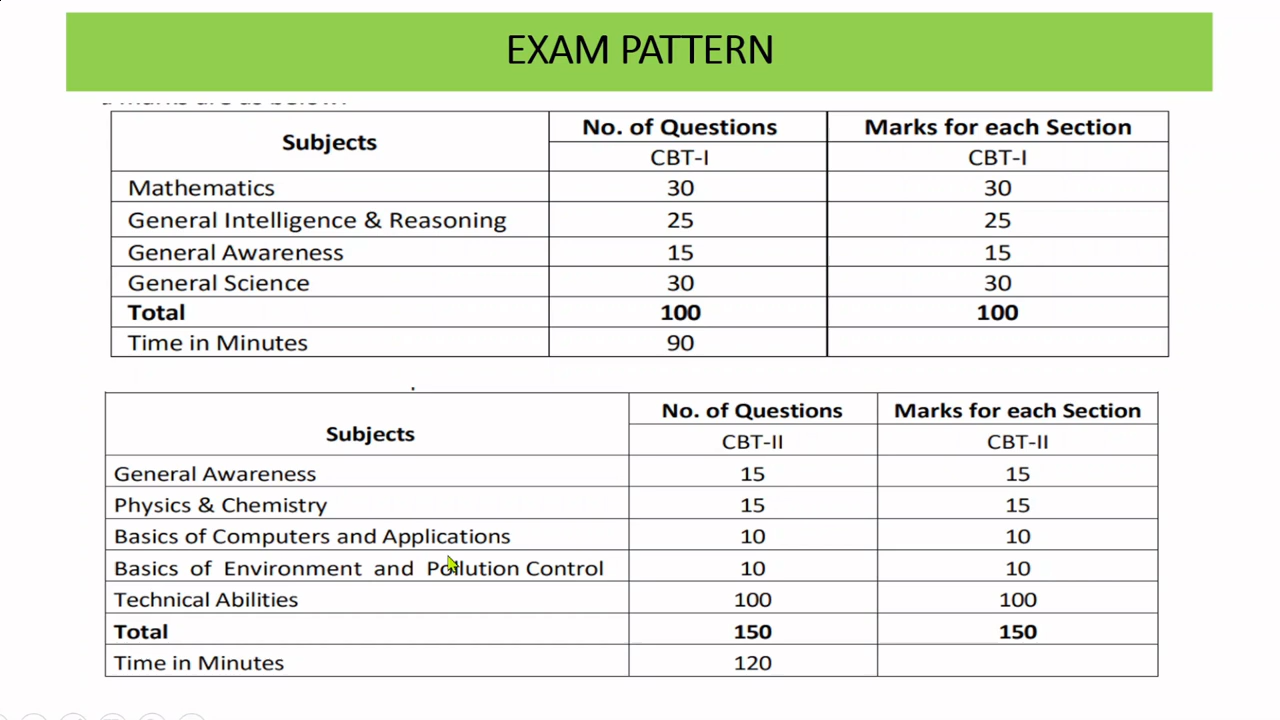 EXAM PATTERN
Subjects No. of Questions Marks for each Section
CBT-I CBT-I
Mathematics 30 30
General Intelligence & Reasoning 25 25
General Awareness 15 15
General Science 30 30
Total 100 100
Time in Minutes 90
Subjects No. of Questions Marks for each Section
CBT-II CBT-II
General Awareness 15 15
Physics & Chemistry 15 15
Basics of Computers and Applications 10 10
Basics of Environment and Pollution Control 10 10
Technical Abilities 100 100
Total 150 150
Time in Minutes 120